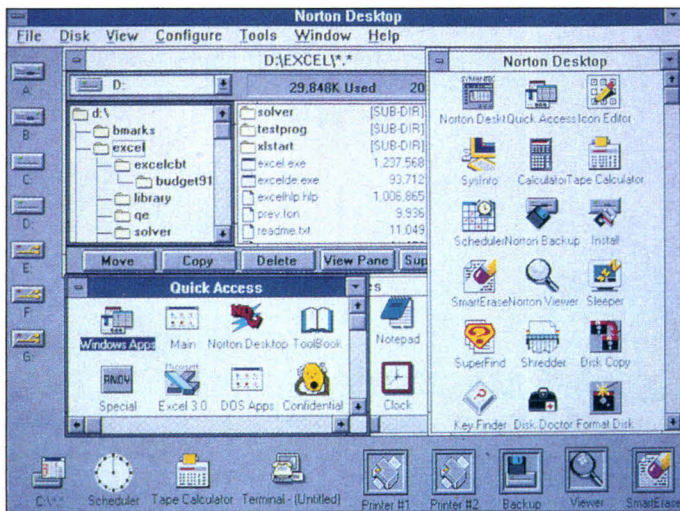 Norton Desktop
File Disk View Configure Tools Window Help
D:\EXCEL\*.*
D:
29,848K Used 20
d:\
bmarks
excel
excelcbt
budget91
library
qe
solver
solver [SUB-DIR]
testprog [SUB-DIR]
xlstart [SUB-DIR]
excel.exe 1,237,568
excelde.exe 93,712
excelhlp.hlp 1,006,865
prev.fon 9,936
readme.txt 11,049
Move Copy Delete View Pane Sup
A:
B:
C:
D:
E:
F:
G:
Quick Access
Windows Apps Main Norton Desktop ToolBook
RNDY Microsoft
Special Excel 3.0 DOS Apps Confidential
Notepad
Clock
Norton Desktop
Norton Deskt Quick Access Icon Editor
SysInfo Calculator Tape Calculator
Scheduler Norton Backup Install
SmartErase Norton Viewer Sleeper
SuperFind Shredder Disk Copy
Key Finder Disk Doctor Format Disk
C:\*.* Scheduler Tape Calculator Terminal - (Untitled) Printer #1 Printer #2 Backup Viewer SmartErase